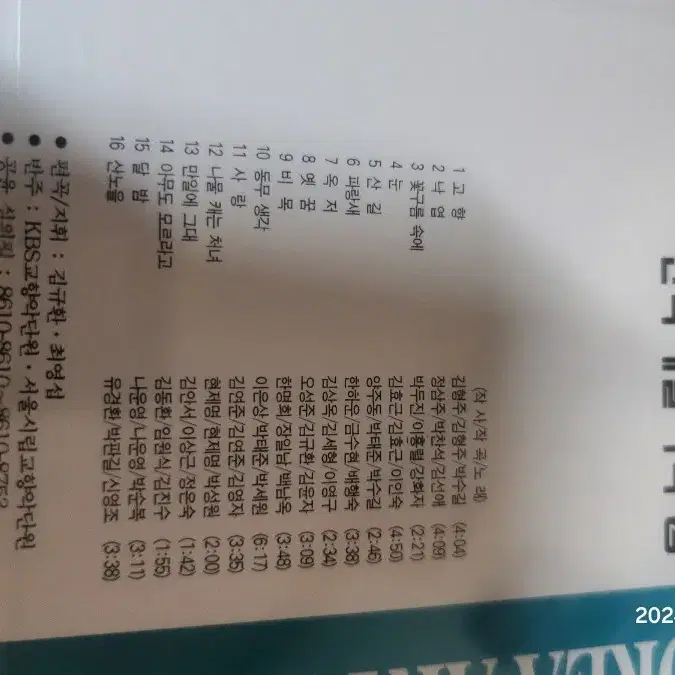 (작 사/작 곡/노 래)
1 고 향 김형주/김형주/박수길 (4:04)
2 낙 엽 정삼주/박찬석/김선애 (4:09)
3 꽃구름 속에 박두진/이흥렬/강화자 (2:21)
4 눈 김효근/김효근/이인숙 (4:50)
5 산 길 양주동/박태준/박수길 (2:46)
6 파랑새 한하운/금수현/배행숙 (3:38)
7 옥 저 김상옥/김세형/이영구 (2:34)
8 옛 꿈 오성준/김규환/김윤자 (3:09)
9 비 목 한명희/장일남/백남옥 (3:48)
10 동무 생각 이은상/박태준/박세원 (6:17)
11 사 랑 김연준/김연준/김영자 (3:35)
12 나물 캐는 처녀 현제명/현제명/박성원 (2:00)
13 만일에 그대 김안서/이상근/정은숙 (1:42)
14 아무도 모르라고 김동환/임원식/김진수 (1:55)
15 달 밤 나운영/나운영/박순복 (3:11)
16 산노을 유경환/박판길/신영조 (3:38)
● 편곡/지휘 : 김규환·최영섭
● 반주 : KBS교향악단원·서울시립교향악단원